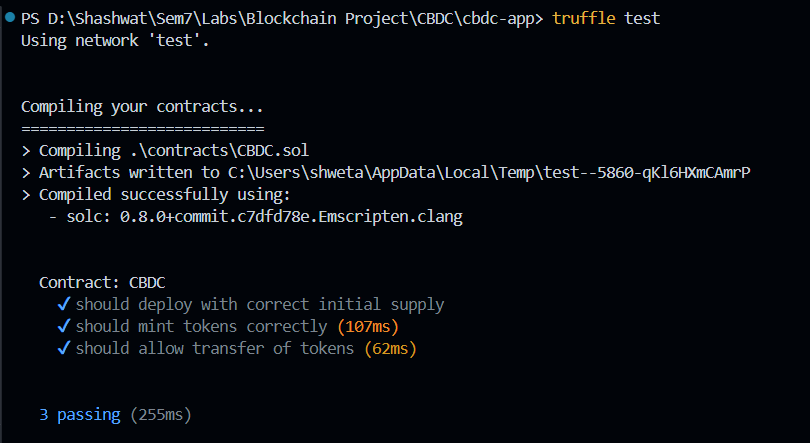 PS D:\Shashwat\Sem7\Labs\Blockchain Project\CBDC\cbdc-app> truffle test
Using network 'test'.
Compiling your contracts...
===========================
> Compiling .\contracts\CBDC.sol
> Artifacts written to C:\Users\shweta\AppData\Local\Temp\test--5860-qKl6HXmCAmrP
> Compiled successfully using:
- solc: 0.8.0+commit.c7dfd78e.Emscripten.clang
Contract: CBDC
✓ should deploy with correct initial supply
✓ should mint tokens correctly (107ms)
✓ should allow transfer of tokens (62ms)
3 passing (255ms)